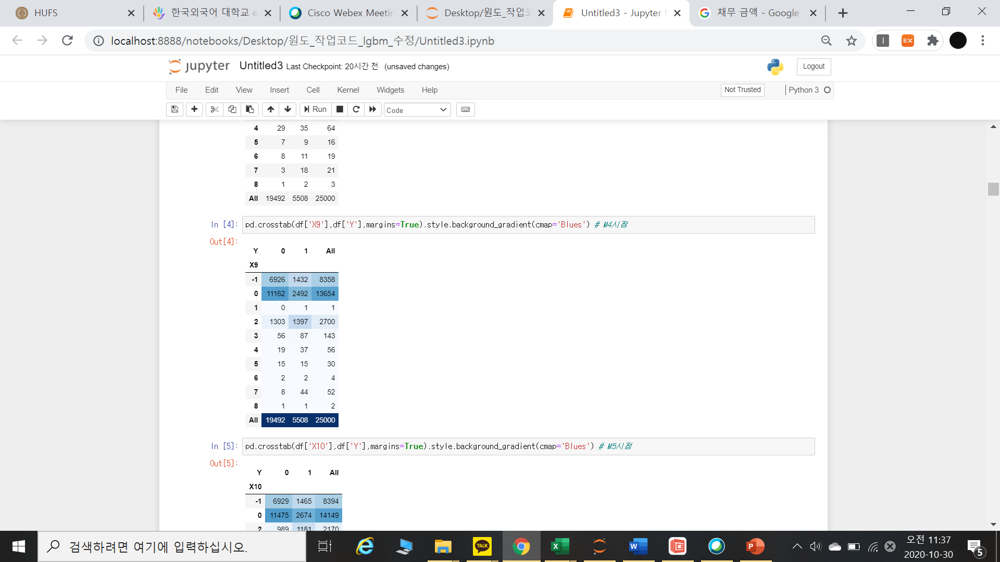 HUFS
한국외국어 대학교 e
Cisco Webex Meetin
Desktop/원도_작업코
Untitled3 - Jupyter N
채무 금액 - Google
localhost:8888/notebooks/Desktop/원도_작업코드_lgbm_수정/Untitled3.ipynb
EX
jupyter Untitled3 Last Checkpoint: 20시간 전 (unsaved changes)
Logout
File Edit View Insert Cell Kernel Widgets Help
Not Trusted
Python 3
Run
Code
4 29 35 64
5 7 9 16
6 8 11 19
7 3 18 21
8 1 2 3
All 19492 5508 25000
In [4]: pd.crosstab(df['X9'],df['Y'],margins=True).style.background_gradient(cmap='Blues') # M4시점
Out[4]:
Y 0 1 All
X9
-1 6926 1432 8358
0 11162 2492 13654
1 0 1 1
2 1303 1397 2700
3 56 87 143
4 19 37 56
5 15 15 30
6 2 2 4
7 8 44 52
8 1 1 2
All 19492 5508 25000
In [5]: pd.crosstab(df['X10'],df['Y'],margins=True).style.background_gradient(cmap='Blues') # M5시점
Out[5]:
Y 0 1 All
X10
-1 6929 1465 8394
0 11475 2674 14149
2 989 1181 2170
검색하려면 여기에 입력하십시오.
TALK
오전 11:37
2020-10-30
5